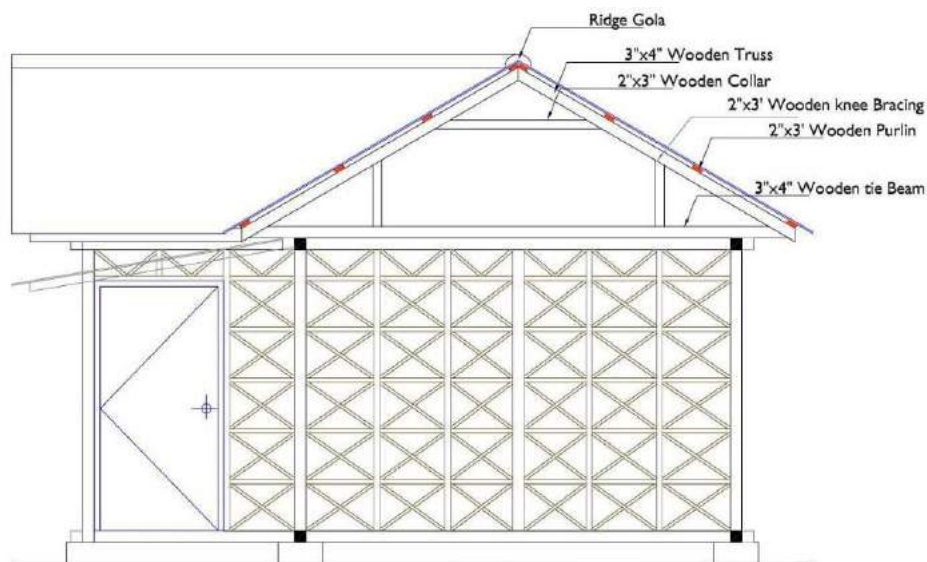 Ridge Gola
3"x4" Wooden Truss
2"x3" Wooden Collar
2"x3' Wooden knee Bracing
2"x3' Wooden Purlin
3"x4" Wooden tie Beam